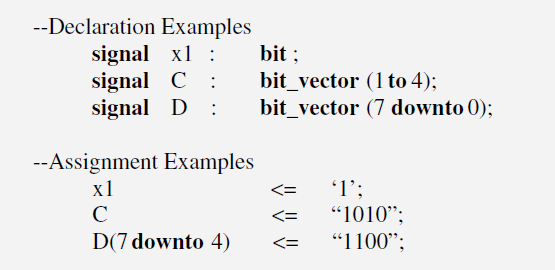 --Declaration Examples
signal x1 : bit ;
signal C : bit_vector (1 to 4);
signal D : bit_vector (7 downto 0);
--Assignment Examples
x1 <= ‘1’;
C <= “1010”;
D(7 downto 4) <= “1100”;